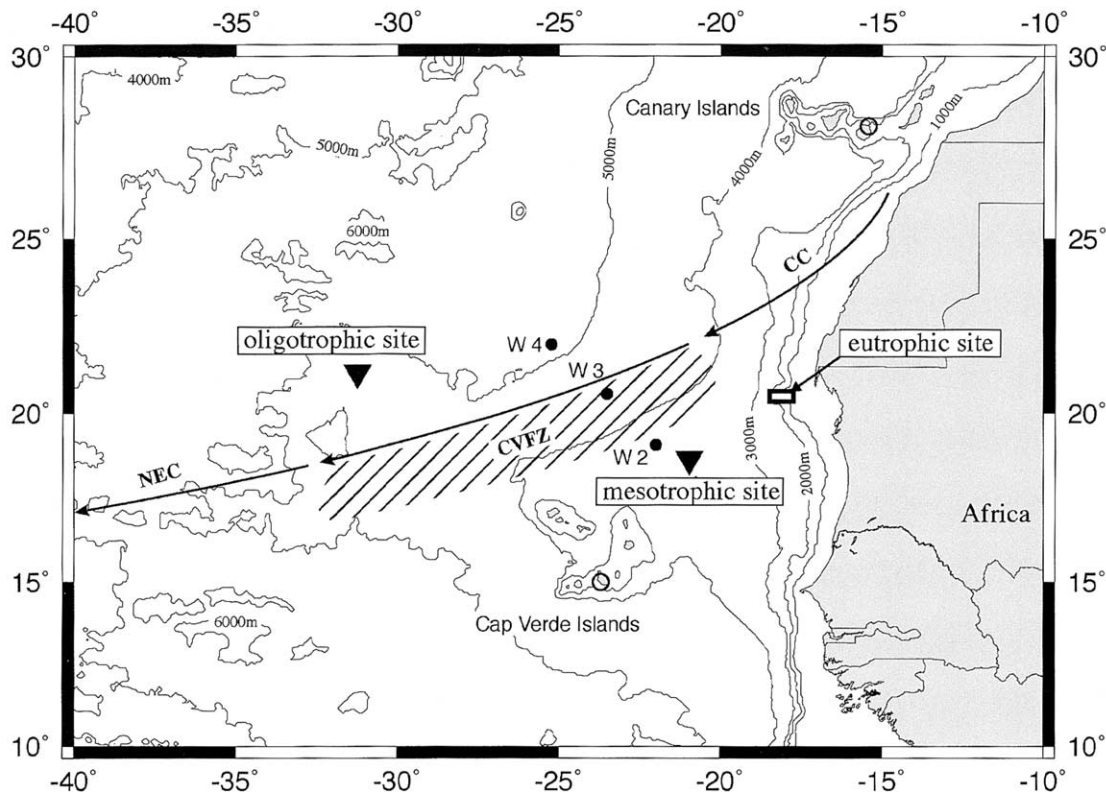 -40° -35° -30° -25° -20° -15° -10°
30° 30°
4000m
Canary Islands
1000m
5000m
5000m
4000m
6000m
25° 25°
CC
oligotrophic site
W 4
eutrophic site
W 3
20° 20°
CVFZ
3000m
W 2
NEC
mesotrophic site
2000m
Africa
15° 15°
6000m
Cap Verde Islands
10° 10°
-40° -35° -30° -25° -20° -15° -10°